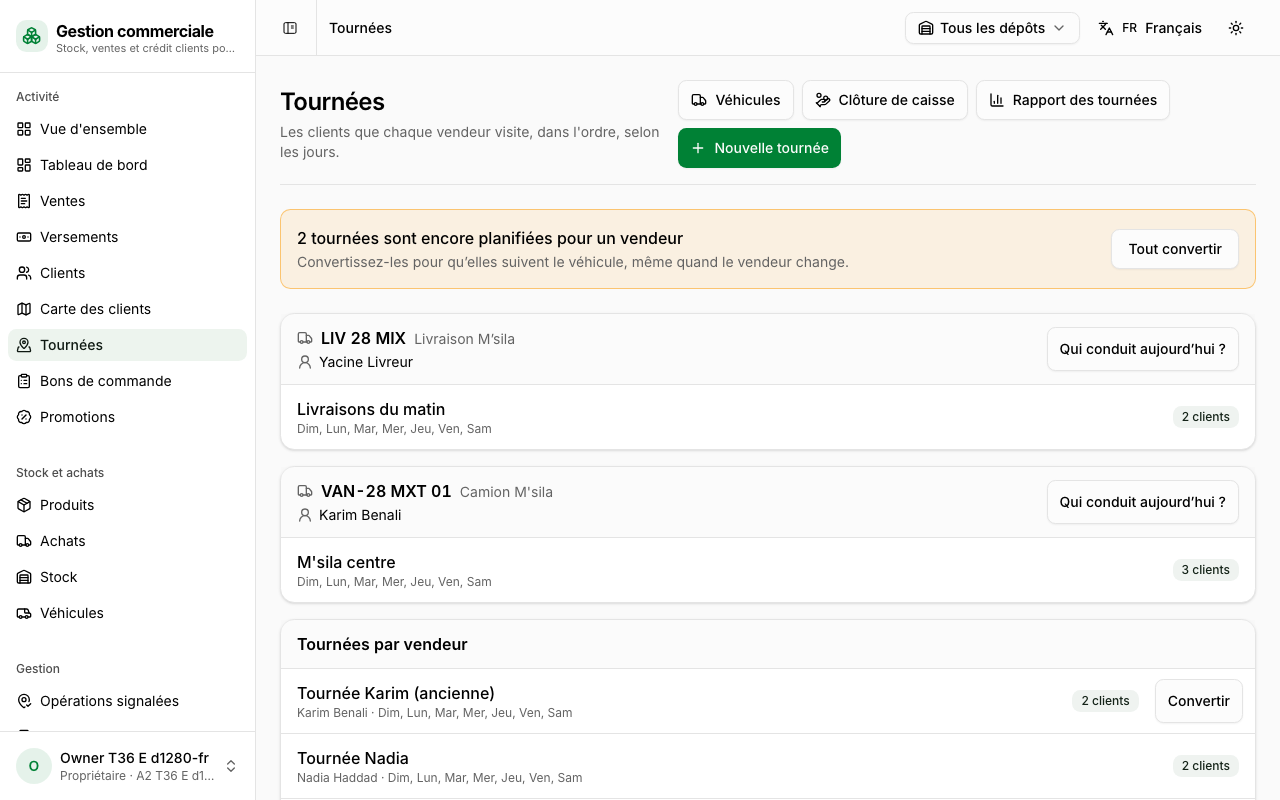 Gestion commerciale
Stock, ventes et crédit clients po...
Activité
Vue d'ensemble
Tableau de bord
Ventes
Versements
Clients
Carte des clients
Tournées
Bons de commande
Promotions
Stock et achats
Produits
Achats
Stock
Véhicules
Gestion
Opérations signalées
O
Owner T36 E d1280-fr
Propriétaire · A2 T36 E d1...
Tournées
Tous les dépôts
FR Français
Tournées
Les clients que chaque vendeur visite, dans l'ordre, selon
les jours.
Véhicules
Clôture de caisse
Rapport des tournées
Nouvelle tournée
2 tournées sont encore planifiées pour un vendeur
Convertissez-les pour qu’elles suivent le véhicule, même quand le vendeur change.
Tout convertir
LIV 28 MIX Livraison M’sila
Yacine Livreur
Qui conduit aujourd’hui ?
Livraisons du matin
Dim, Lun, Mar, Mer, Jeu, Ven, Sam
2 clients
VAN-28 MXT 01 Camion M'sila
Karim Benali
Qui conduit aujourd’hui ?
M'sila centre
Dim, Lun, Mar, Mer, Jeu, Ven, Sam
3 clients
Tournées par vendeur
Tournée Karim (ancienne)
Karim Benali · Dim, Lun, Mar, Mer, Jeu, Ven, Sam
2 clients
Convertir
Tournée Nadia
Nadia Haddad · Dim, Lun, Mar, Mer, Jeu, Ven, Sam
2 clients